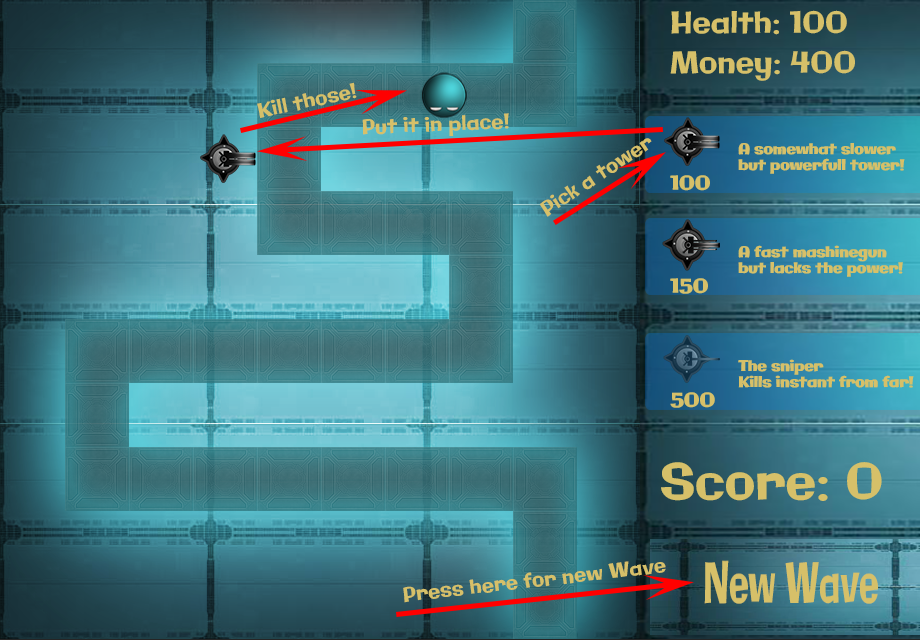 Health: 100
Money: 400
Kill those!
Put it in place!
Pick a tower
100
A somewhat slower
but powerfull tower!
150
A fast mashinegun
but lacks the power!
500
The sniper
Kills instant from far!
Score: 0
Press here for new Wave
New Wave